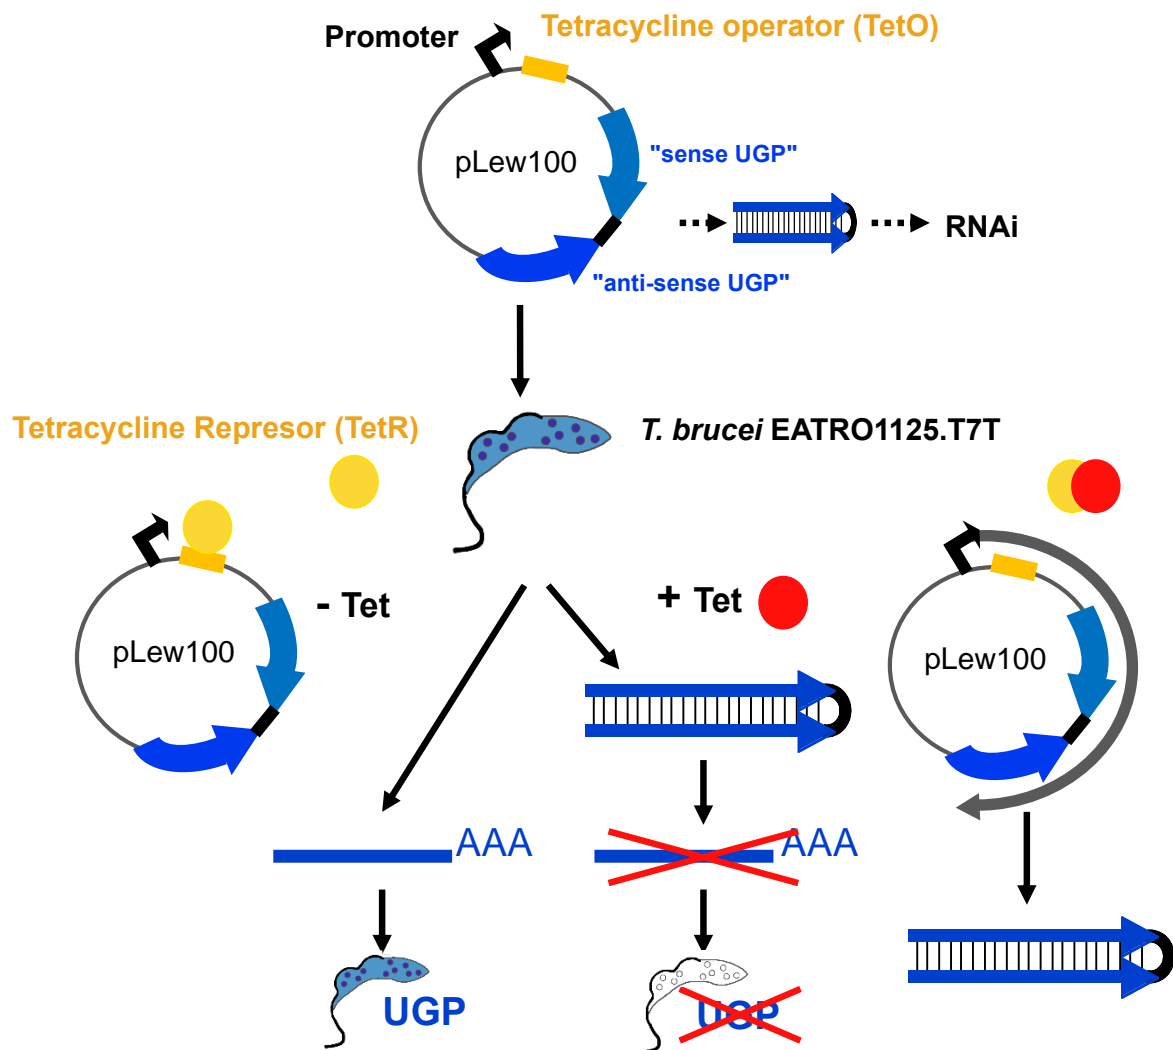 Promoter
Tetracycline operator (TetO)
pLew100
"sense UGP"
RNAi
"anti-sense UGP"
Tetracycline Represor (TetR)
T. brucei EATRO1125.T7T
- Tet
+ Tet
pLew100
pLew100
AAA
AAA
UGP
UGP